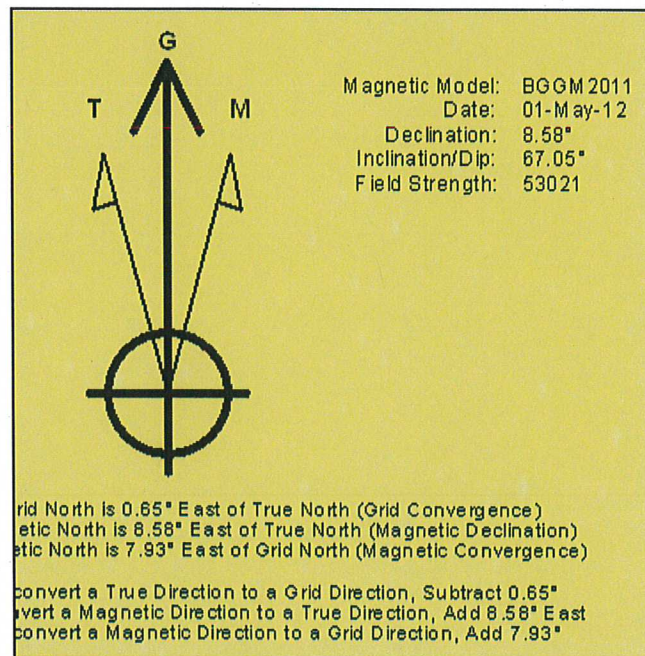 G
T M
Magnetic Model: BGGM2011
Date: 01-May-12
Declination: 8.58°
Inclination/Dip: 67.05°
Field Strength: 53021
rid North is 0.65° East of True North (Grid Convergence)
etic North is 8.58° East of True North (Magnetic Declination)
etic North is 7.93° East of Grid North (Magnetic Convergence)
convert a True Direction to a Grid Direction, Subtract 0.65°
vert a Magnetic Direction to a True Direction, Add 8.58° East
convert a Magnetic Direction to a Grid Direction, Add 7.93°